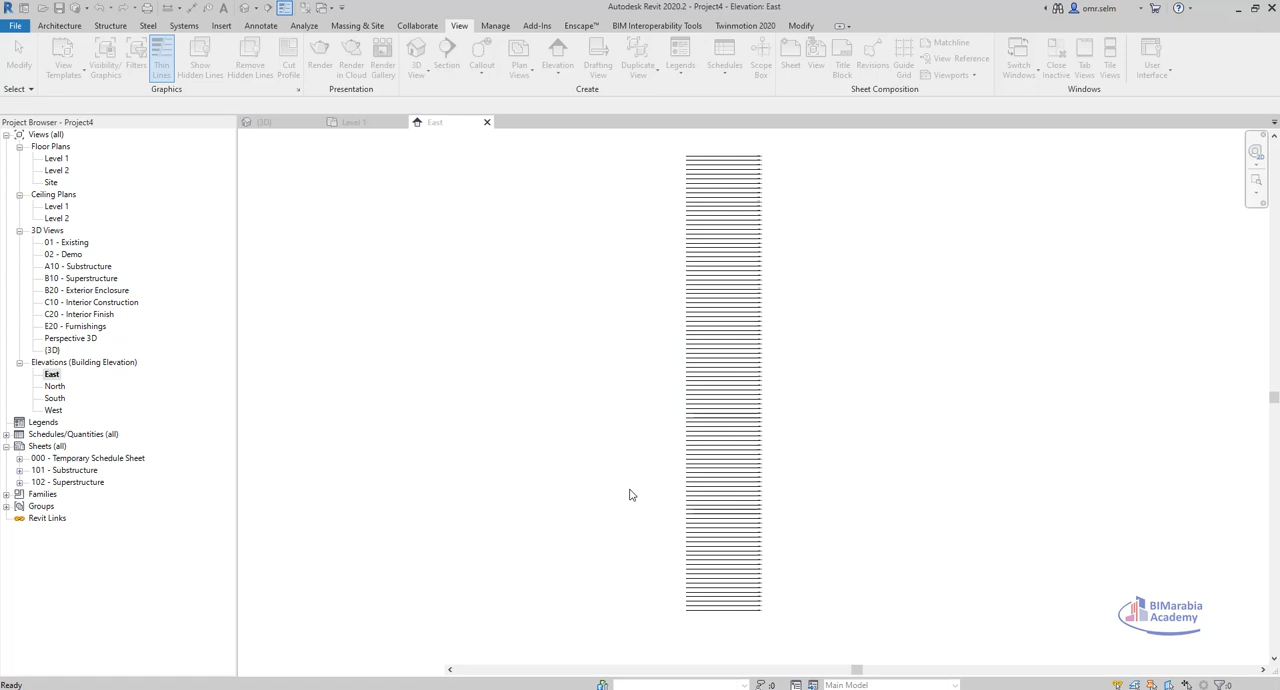 Autodesk Revit 2020.2 - Project4 - Elevation: East
omr.selm
File Architecture Structure Steel Systems Insert Annotate Analyze Massing & Site Collaborate View Manage Add-Ins Enscape™ BIM Interoperability Tools Twinmotion 2020 Modify
Modify
View Templates
Visibility/ Graphics
Filters
Thin Lines
Show Hidden Lines
Remove Hidden Lines
Cut Profile
Render
Render in Cloud
Render Gallery
3D View
Section
Callout
Plan Views
Elevation
Drafting View
Duplicate View
Legends
Schedules
Scope Box
Sheet
View
Title Block
Revisions
Guide Grid
Matchline
View Reference
Viewports
Switch Windows
Close Inactive
Tab Views
Tile Views
User Interface
Select
Graphics
Presentation
Create
Sheet Composition
Windows
Project Browser - Project4
{3D}
Level 1
East
Views (all)
Floor Plans
Level 1
Level 2
Site
Ceiling Plans
Level 1
Level 2
3D Views
01 - Existing
02 - Demo
A10 - Substructure
B10 - Superstructure
B20 - Exterior Enclosure
C10 - Interior Construction
C20 - Interior Finish
E20 - Furnishings
Perspective 3D
{3D}
Elevations (Building Elevation)
East
North
South
West
Legends
Schedules/Quantities (all)
Sheets (all)
000 - Temporary Schedule Sheet
101 - Substructure
102 - Superstructure
Families
Groups
Revit Links
BIMarabia
Academy
Ready
:0
Main Model
:0